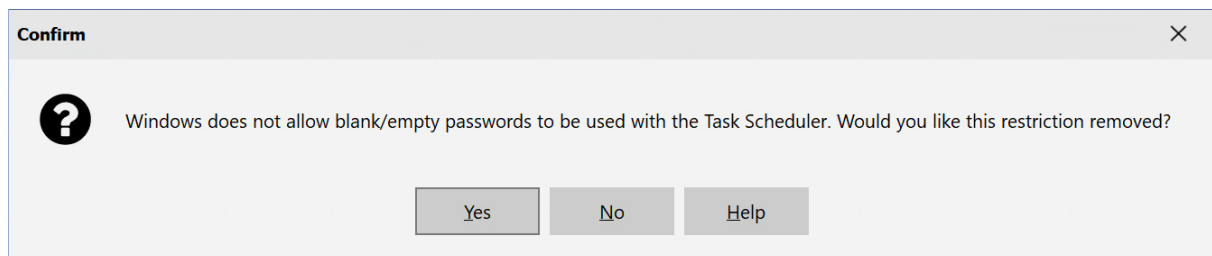 Confirm
Windows does not allow blank/empty passwords to be used with the Task Scheduler. Would you like this restriction removed?
Yes No Help